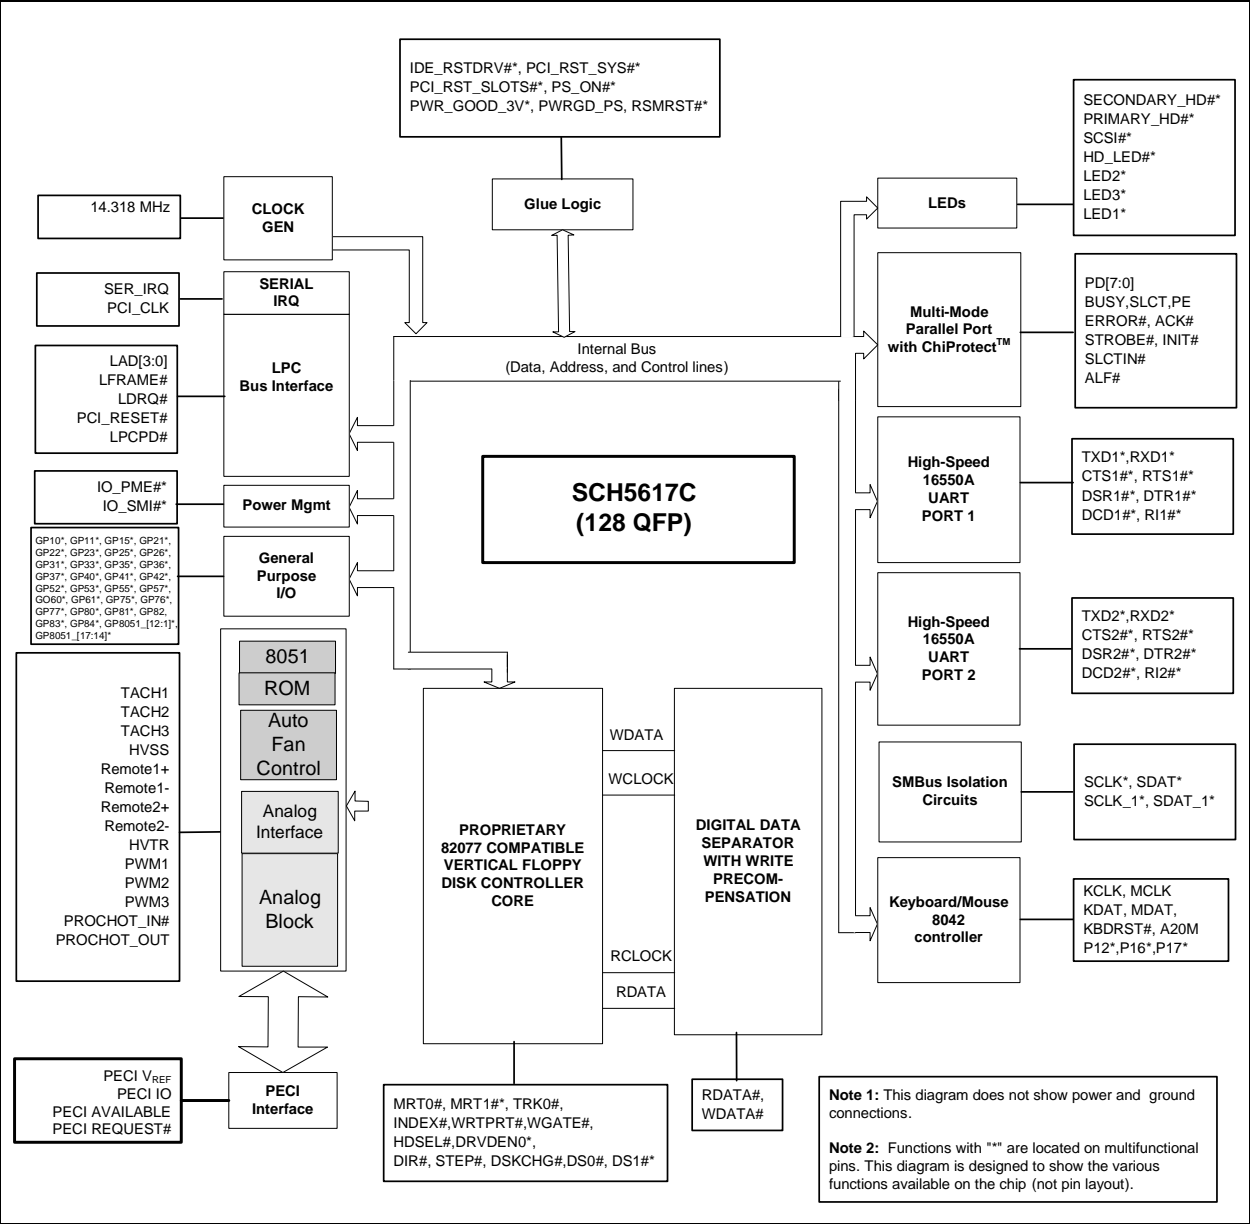 IDE_RSTDRV#*, PCI_RST_SYS#*
PCI_RST_SLOTS#*, PS_ON#*
PWR_GOOD_3V*, PWRGD_PS, RSMRST#*
Glue Logic
14.318 MHz
CLOCK
GEN
SER_IRQ
PCI_CLK
SERIAL
IRQ
LAD[3:0]
LFRAME#
LDRQ#
PCI_RESET#
LPCPD#
LPC
Bus Interface
IO_PME#*
IO_SMI#*
Power Mgmt
GP10*, GP11*, GP15*, GP21*,
GP22*, GP23*, GP25*, GP26*,
GP31*, GP33*, GP35*, GP36*,
GP37*, GP40*, GP41*, GP42*,
GP52*, GP53*, GP55*, GP57*,
GO60*, GP61*, GP75*, GP76*,
GP77*, GP80*, GP81*, GP82,
GP83*, GP84*, GP8051_[12:1]*,
GP8051_[17:14]*
General
Purpose
I/O
TACH1
TACH2
TACH3
HVSS
Remote1+
Remote1-
Remote2+
Remote2-
HVTR
PWM1
PWM2
PWM3
PROCHOT_IN#
PROCHOT_OUT
8051
ROM
Auto
Fan
Control
Analog
Interface
Analog
Block
PECI VREF
PECI IO
PECI AVAILABLE
PECI REQUEST#
PECI
Interface
Internal Bus
(Data, Address, and Control lines)
SCH5617C
(128 QFP)
PROPRIETARY
82077 COMPATIBLE
VERTICAL FLOPPY
DISK CONTROLLER
CORE
WDATA
WCLOCK
RCLOCK
RDATA
DIGITAL DATA
SEPARATOR
WITH WRITE
PRECOM-
PENSATION
MRT0#, MRT1#*, TRK0#,
INDEX#,WRTPRT#,WGATE#,
HDSEL#,DRVDEN0*,
DIR#, STEP#, DSKCHG#,DS0#, DS1#*
RDATA#,
WDATA#
LEDs
SECONDARY_HD#*
PRIMARY_HD#*
SCSI#*
HD_LED#*
LED2*
LED3*
LED1*
Multi-Mode
Parallel Port
with ChiProtect™
PD[7:0]
BUSY,SLCT,PE
ERROR#, ACK#
STROBE#, INIT#
SLCTIN#
ALF#
High-Speed
16550A
UART
PORT 1
TXD1*,RXD1*
CTS1#*, RTS1#*
DSR1#*, DTR1#*
DCD1#*, RI1#*
High-Speed
16550A
UART
PORT 2
TXD2*,RXD2*
CTS2#*, RTS2#*
DSR2#*, DTR2#*
DCD2#*, RI2#*
SMBus Isolation
Circuits
SCLK*, SDAT*
SCLK_1*, SDAT_1*
Keyboard/Mouse
8042
controller
KCLK, MCLK
KDAT, MDAT,
KBDRST#, A20M
P12*,P16*,P17*
Note 1: This diagram does not show power and ground
connections.
Note 2: Functions with "*" are located on multifunctional
pins. This diagram is designed to show the various
functions available on the chip (not pin layout).